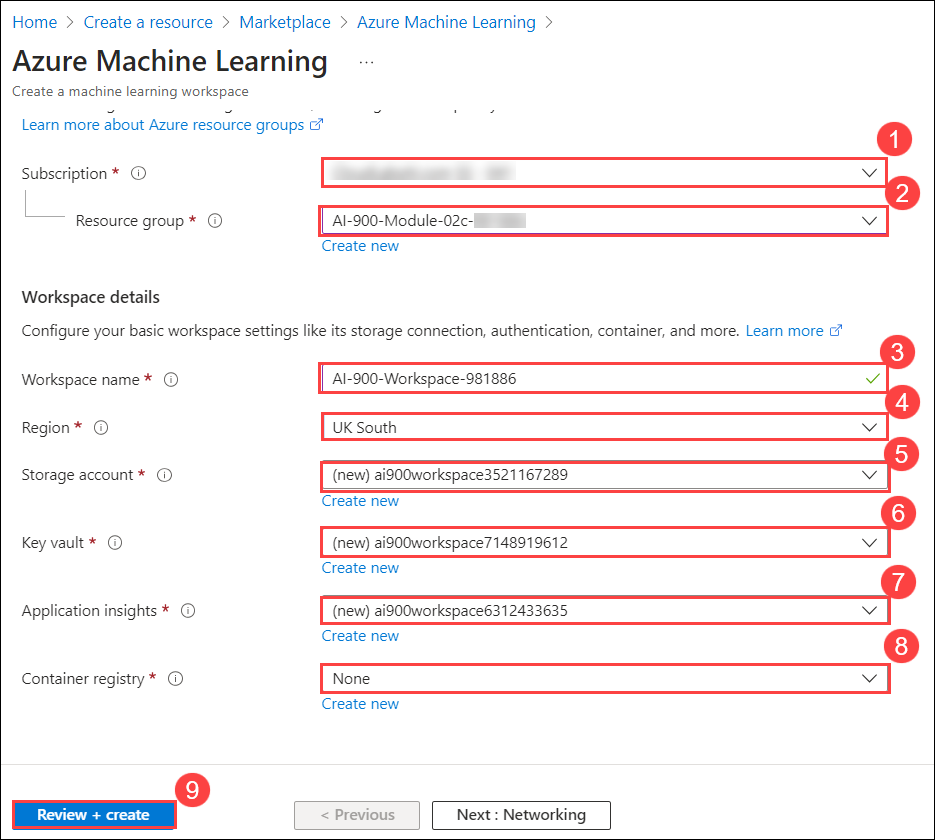 Home > Create a resource > Marketplace > Azure Machine Learning >
Azure Machine Learning ...
Create a machine learning workspace
Learn more about Azure resource groups
1
Subscription *
2
Resource group * AI-900-Module-02c-
Create new
Workspace details
Configure your basic workspace settings like its storage connection, authentication, container, and more. Learn more
3
Workspace name * AI-900-Workspace-981886
4
Region * UK South
5
Storage account * (new) ai900workspace3521167289
Create new
6
Key vault * (new) ai900workspace7148919612
Create new
7
Application insights * (new) ai900workspace6312433635
Create new
8
Container registry * None
Create new
9
Review + create < Previous Next : Networking